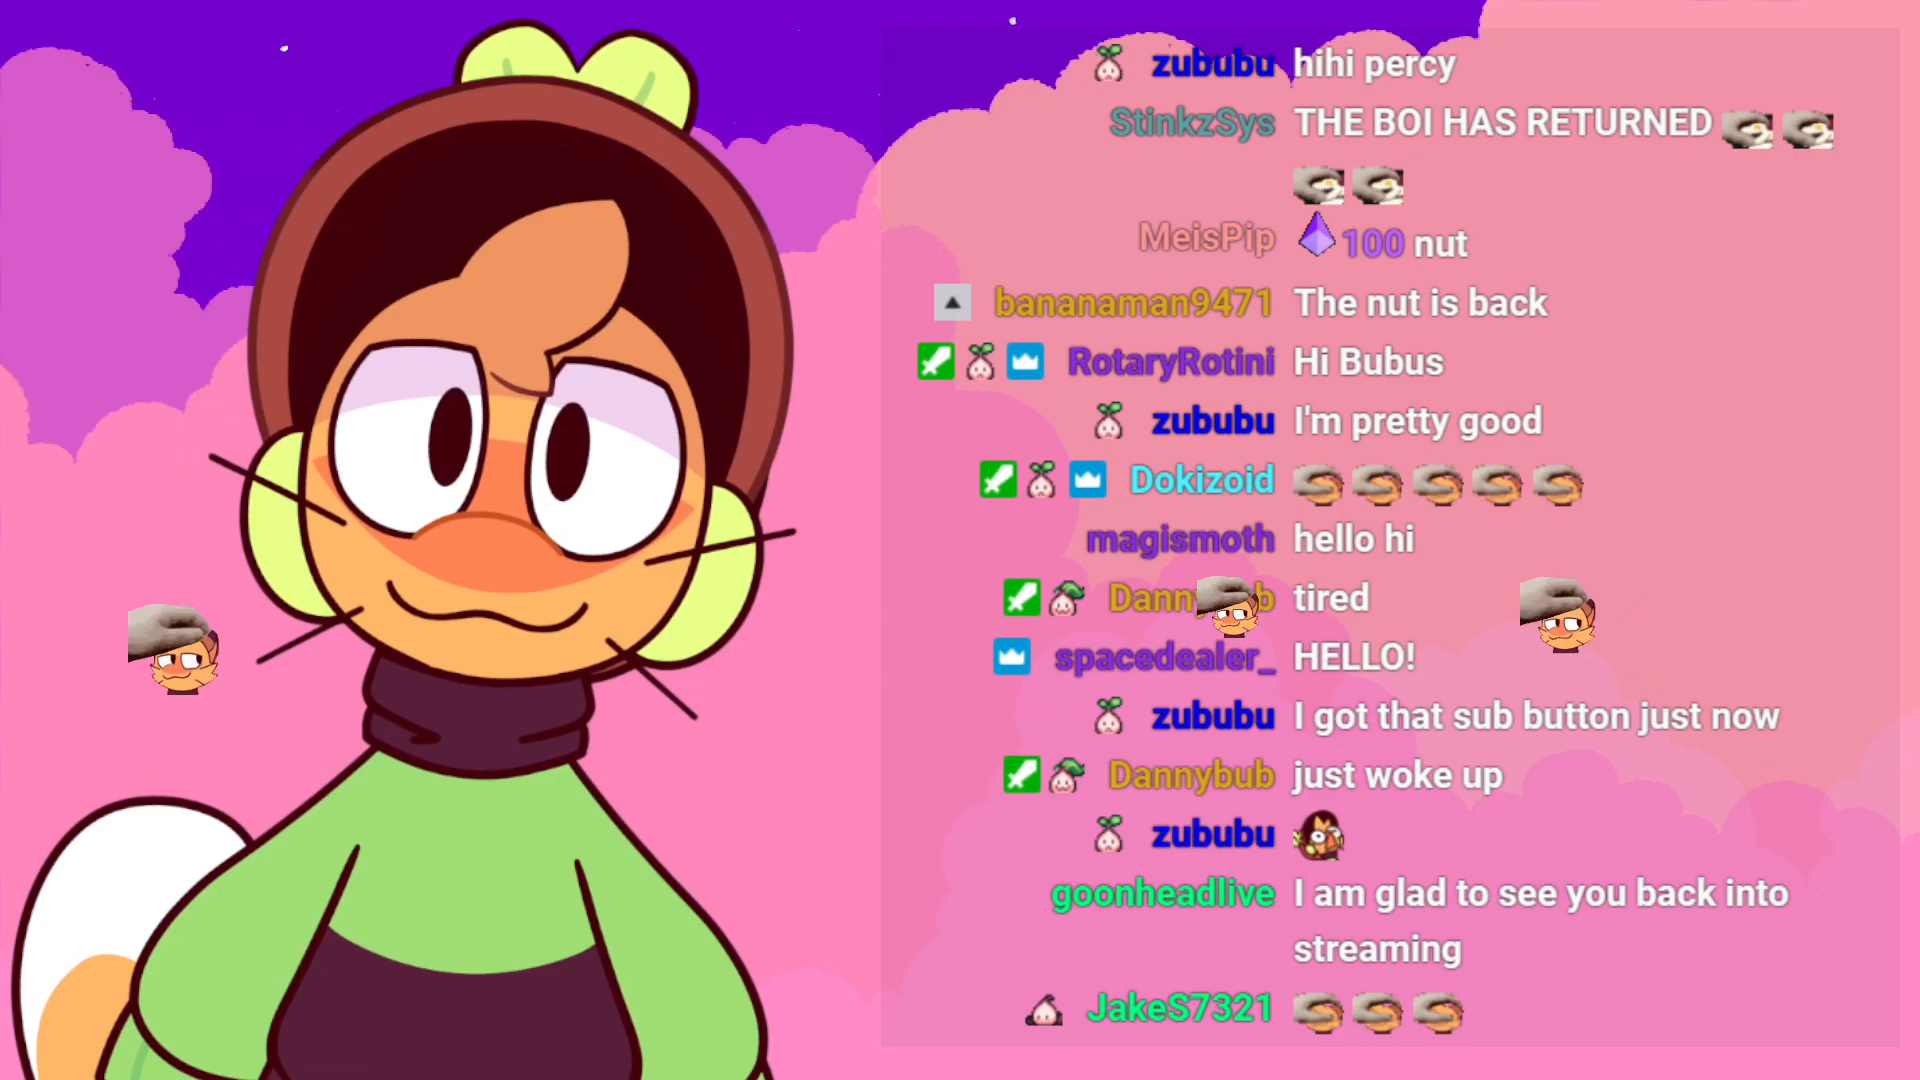 zububu hihi percy
StinkzSys THE BOI HAS RETURNED
MeisPip 100 nut
bananaman9471 The nut is back
RotaryRotini Hi Bubus
zububu I'm pretty good
Dokizoid
magismoth hello hi
Dannybub tired
spacedealer_ HELLO!
zububu I got that sub button just now
Dannybub just woke up
zububu
goonheadlive I am glad to see you back into
streaming
JakeS7321